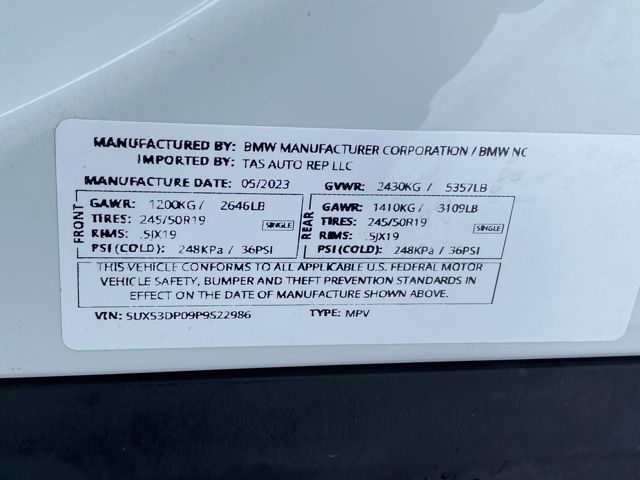 MANUFACTURED BY: BMW MANUFACTURER CORPORATION / BMW NC
IMPORTED BY: TAS AUTO REP LLC
MANUFACTURE DATE: 05/2023 GVWR: 2430KG / 5357LB
FRONT
GAWR: 1200KG / 2646LB
TIRES: 245/50R19
RIMS: .5JX19
SINGLE
PSI(COLD): 248KPa / 36PSI
REAR
GAWR: 1410KG / 3109LB
TIRES: 245/50R19
RIMS: .5JX19
SINGLE
PSI(COLD): 248KPa / 36PSI
THIS VEHICLE CONFORMS TO ALL APPLICABLE U.S. FEDERAL MOTOR
VEHICLE SAFETY, BUMPER AND THEFT PREVENTION STANDARDS IN
EFFECT ON THE DATE OF MANUFACTURE SHOWN ABOVE.
VIN: 5UX53DP09P9S22986 TYPE: MPV